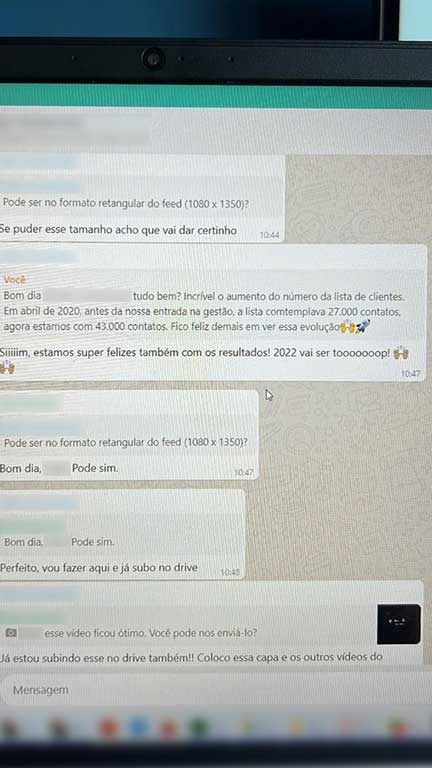 Pode ser no formato retangular do feed (1080 x 1350)?
Se puder esse tamanho acho que vai dar certinho
10:44
Você
Bom dia tudo bem? Incrível o aumento do número da lista de clientes.
Em abril de 2020, antes da nossa entrada na gestão, a lista comtemplava 27.000 contatos,
agora estamos com 43.000 contatos. Fico feliz demais em ver essa evolução🙌🚀
Siiiiim, estamos super felizes também com os resultados! 2022 vai ser tooooooop! 🙌
🙌
10:47
Pode ser no formato retangular do feed (1080 x 1350)?
Bom dia, Pode sim.
10:47
Bom dia, Pode sim.
Perfeito, vou fazer aqui e já subo no drive
10:48
esse vídeo ficou ótimo. Você pode nos enviá-lo?
Já estou subindo esse no drive também!! Coloco essa capa e os outros vídeos do
Mensagem